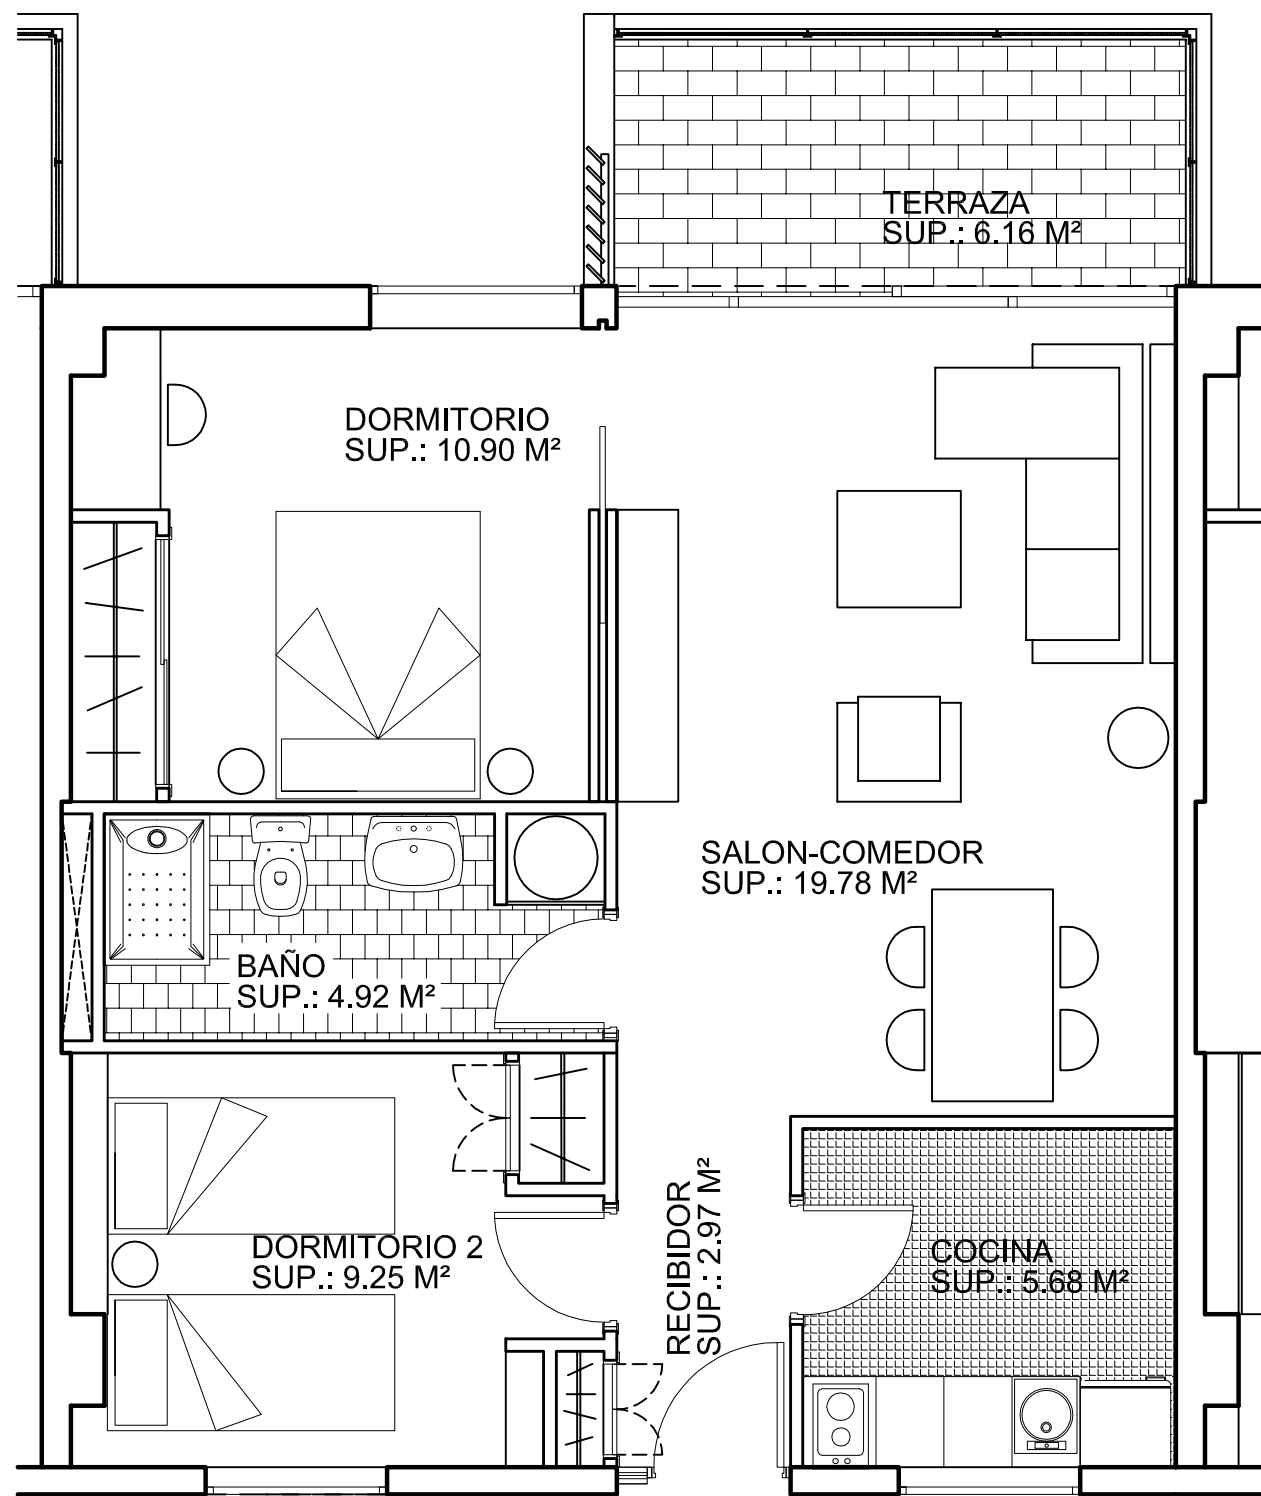 TERRAZA
SUP.: 6.16 M²
DORMITORIO
SUP.: 10.90 M²
SALON-COMEDOR
SUP.: 19.78 M²
BAÑO
SUP.: 4.92 M²
RECIBIDOR
SUP.: 2.97 M²
DORMITORIO 2
SUP.: 9.25 M²
COCINA
SUP.: 5.68 M²